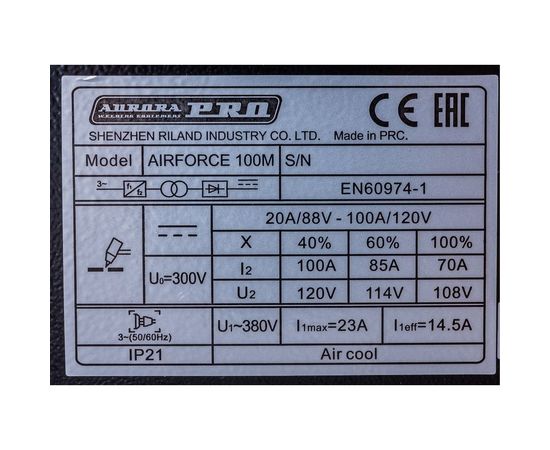 AURORA PRO
WELDING EQUIPMENT
CE EAC
SHENZHEN RILAND INDUSTRY CO. LTD. Made in PRC.
Model AIRFORCE 100M S/N
3~ f1 f2 EN60974-1
20A/88V - 100A/120V
X 40% 60% 100%
U0=300V
I2 100A 85A 70A
U2 120V 114V 108V
3~(50/60Hz) U1~380V I1max=23A I1eff=14.5A
IP21 Air cool